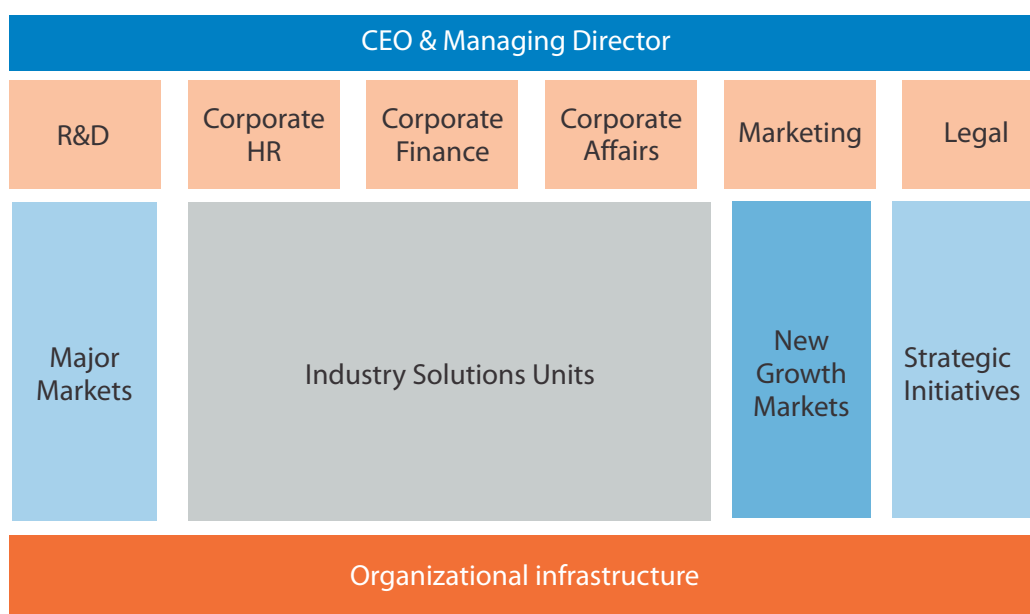 CEO & Managing Director
R&D
Corporate
HR
Corporate
Finance
Corporate
Affairs
Marketing
Legal
Major
Markets
Industry Solutions Units
New
Growth
Markets
Strategic
Initiatives
Organizational infrastructure